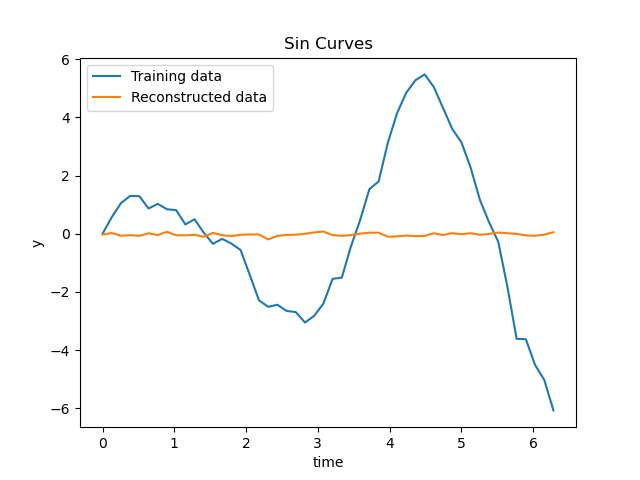 Sin Curves
Training data
Reconstructed data
6
4
2
0
−2
−4
−6
y
0 1 2 3 4 5 6
time